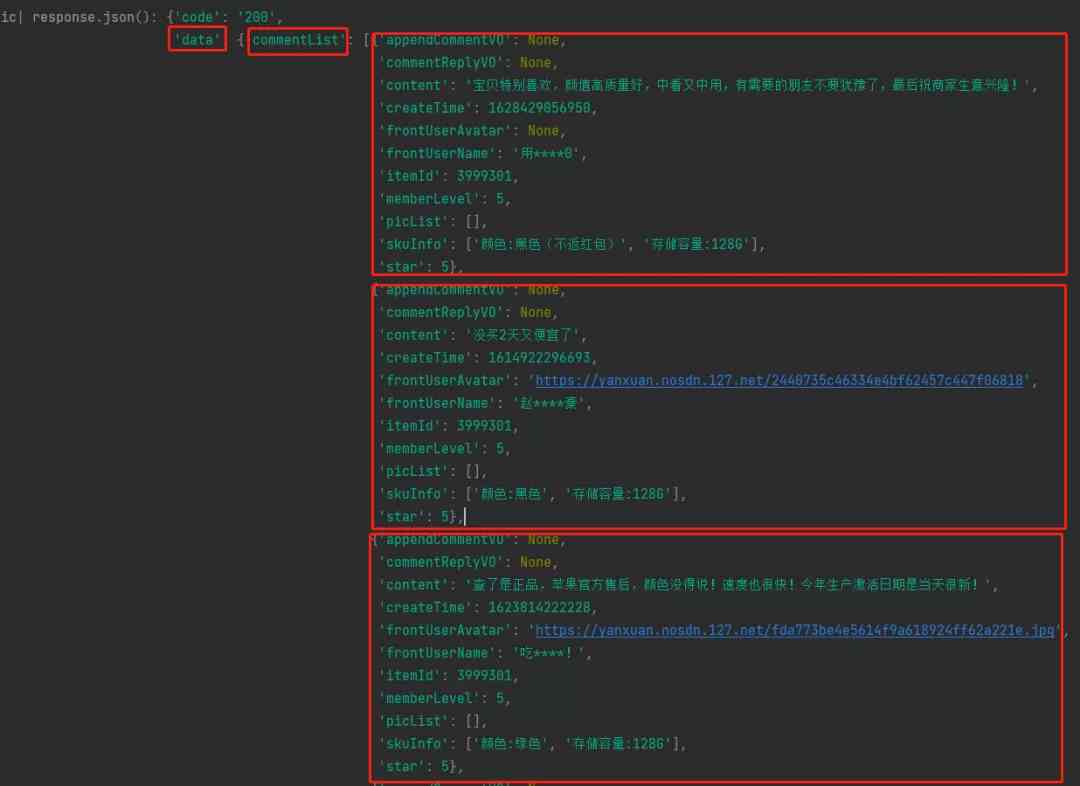 ic| response.json(): {'code': '200',
'data': {'commentList': [{'appendCommentVO': None,
'commentReplyVO': None,
'content': '宝贝特别喜欢，颜值高质量好，中看又中用，有需要的朋友不要犹豫了，最后祝商家生意兴隆！',
'createTime': 1628429056950,
'frontUserAvatar': None,
'frontUserName': '用****0',
'itemId': 3999301,
'memberLevel': 5,
'picList': [],
'skuInfo': ['颜色:黑色（不返红包）', '存储容量:128G'],
'star': 5},
{'appendCommentVO': None,
'commentReplyVO': None,
'content': '没买2天又便宜了',
'createTime': 1614922296693,
'frontUserAvatar': 'https://yanxuan.nosdn.127.net/2440735c46334e4bf62457c447f06818',
'frontUserName': '赵****濮',
'itemId': 3999301,
'memberLevel': 5,
'picList': [],
'skuInfo': ['颜色:黑色', '存储容量:128G'],
'star': 5},
{'appendCommentVO': None,
'commentReplyVO': None,
'content': '查了是正品，苹果官方售后，颜色没得说！速度也很快！今年生产激活日期是当天很新！',
'createTime': 1623814222228,
'frontUserAvatar': 'https://yanxuan.nosdn.127.net/fda773be4e5614f9a618924ff62a221e.jpg',
'frontUserName': '吃****！',
'itemId': 3999301,
'memberLevel': 5,
'picList': [],
'skuInfo': ['颜色:绿色', '存储容量:128G'],
'star': 5},